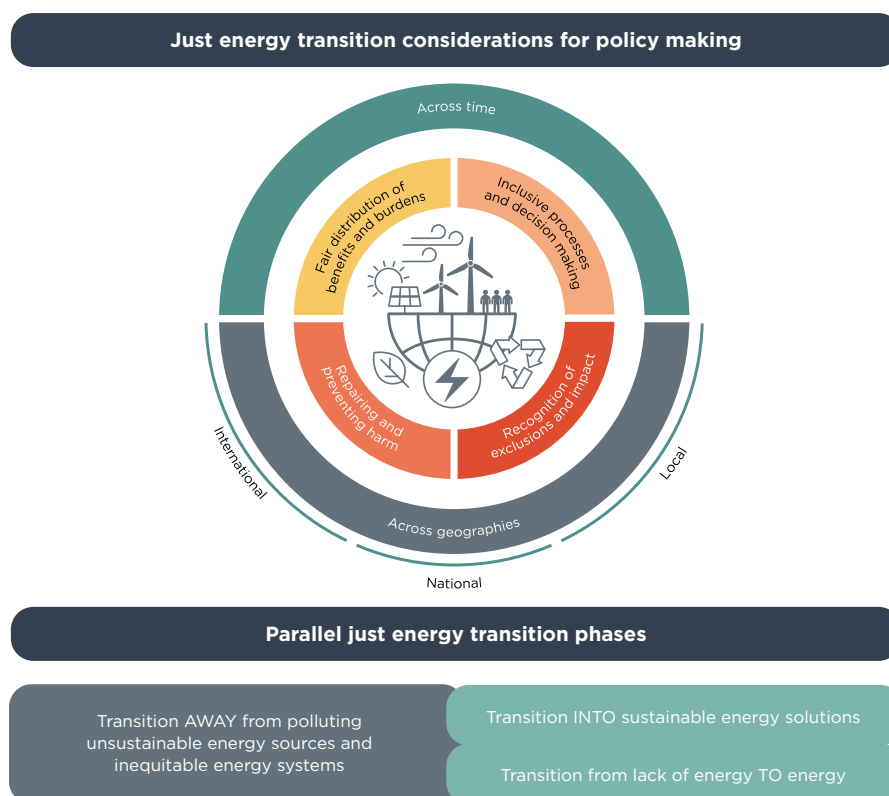 Just energy transition considerations for policy making
Across time
Fair distribution of
benefits and burdens
Inclusive processes
and decision making
Repairing and
preventing harm
Recognition of
exclusions and impact
Across geographies
International
National
Local
Parallel just energy transition phases
Transition AWAY from polluting
unsustainable energy sources and
inequitable energy systems
Transition INTO sustainable energy solutions
Transition from lack of energy TO energy